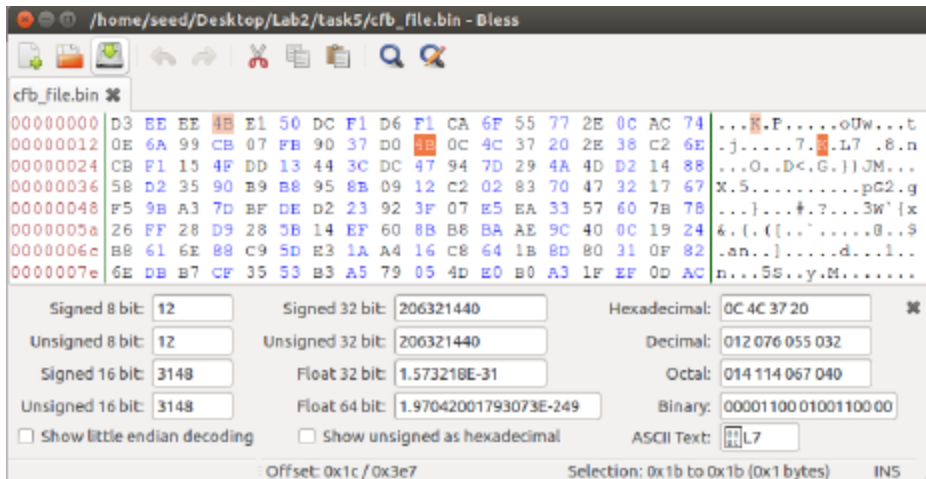 /home/seed/Desktop/Lab2/task5/cfb_file.bin - Bless
cfb_file.bin
00000000 D3 EE EE 4B E1 50 DC F1 D6 F1 CA 6F 55 77 2E 0C AC 74 ...K.P.....oUw...t
00000012 0E 6A 99 CB 07 FB 90 37 D0 4B 0C 4C 37 20 2E 38 C2 6E .j.....7.K.L7 .8.n
00000024 CB F1 15 4F DD 13 44 3C DC 47 94 7D 29 4A 4D D2 14 88 ...O..D<.G.})JM...
00000036 58 D2 35 90 B9 B8 95 8B 09 12 C2 02 83 70 47 32 17 67 X.5..........pG2.g
00000048 F5 9B A3 7D BF DE D2 23 92 3F 07 E5 EA 33 57 60 7B 78 ...}...#.?...3W`{x
0000005a 26 FF 28 D9 28 5B 14 EF 60 8B B8 BA AE 9C 40 0C 19 24 &.(.([..`.....@..$
0000006c B8 61 6E 88 C9 5D E3 1A A4 16 C8 64 1B 8D 80 31 0F 82 .an..].....d...1..
0000007e 6E DB B7 CF 35 53 B3 A5 79 05 4D E0 B0 A3 1F EF 0D AC n...5S..y.M.......
Signed 8 bit: 12 Signed 32 bit: 206321440 Hexadecimal: 0C 4C 37 20
Unsigned 8 bit: 12 Unsigned 32 bit: 206321440 Decimal: 012 076 055 032
Signed 16 bit: 3148 Float 32 bit: 1.573218E-31 Octal: 014 114 067 040
Unsigned 16 bit: 3148 Float 64 bit: 1.97042001793073E-249 Binary: 00001100 01001100 00
Show little endian decoding Show unsigned as hexadecimal ASCII Text: L7
Offset: 0x1c / 0x3e7 Selection: 0x1b to 0x1b (0x1 bytes) INS